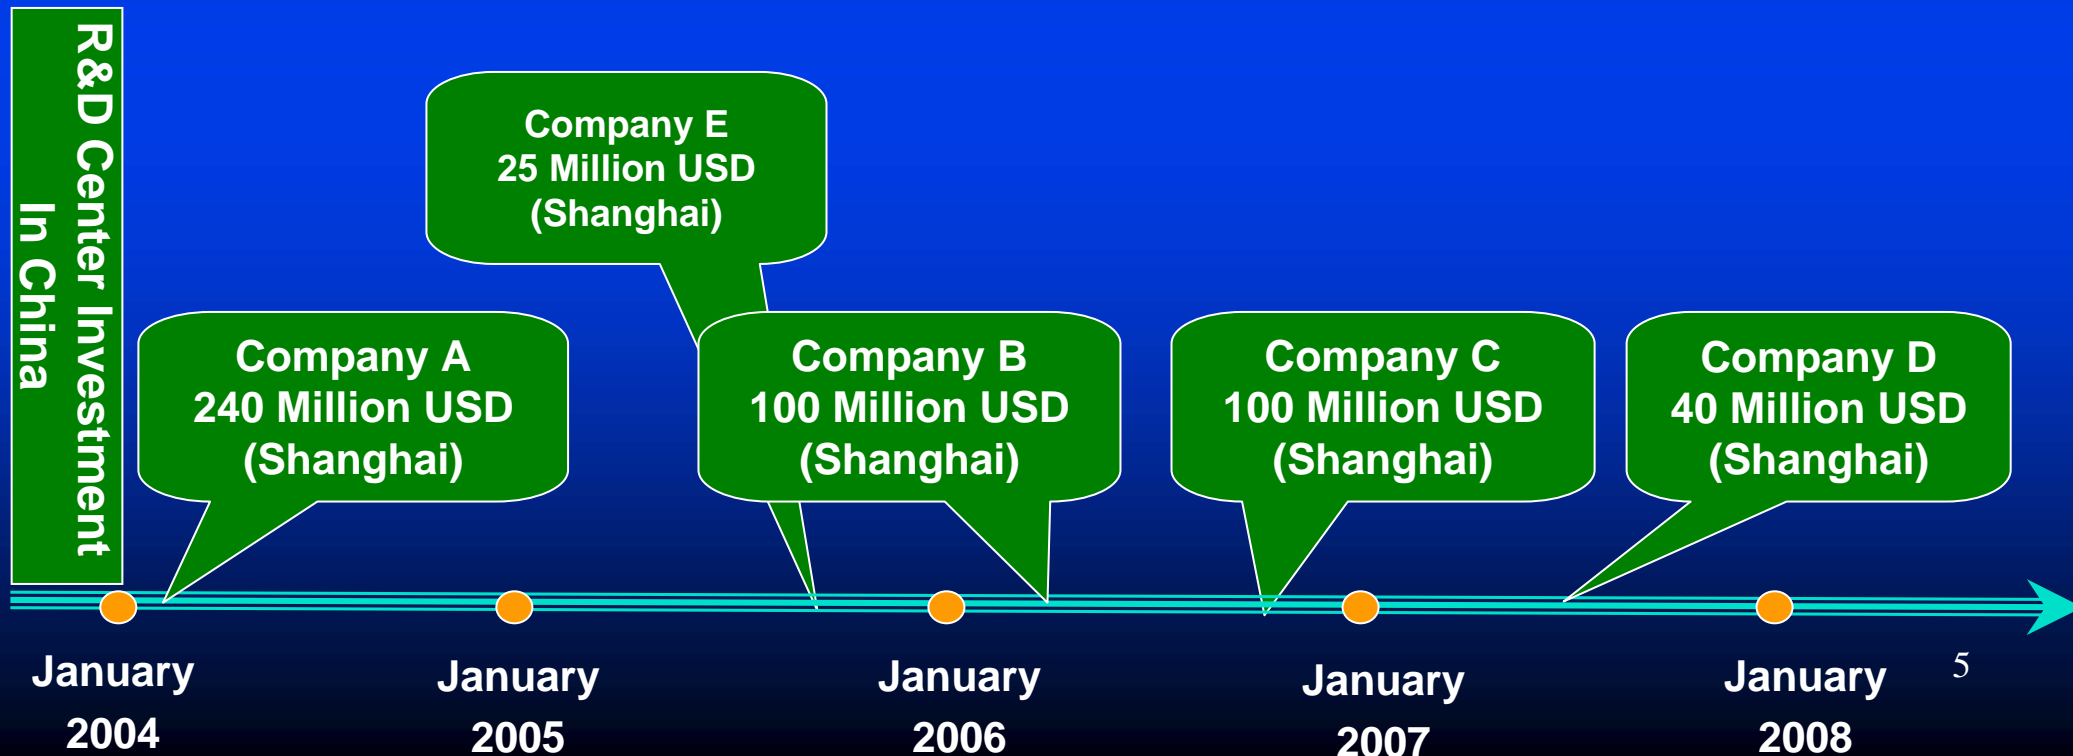 R&D Center Investment
In China
Company E
25 Million USD
(Shanghai)
Company A
240 Million USD
(Shanghai)
Company B
100 Million USD
(Shanghai)
Company C
100 Million USD
(Shanghai)
Company D
40 Million USD
(Shanghai)
January
2004
January
2005
January
2006
January
2007
January
2008
5